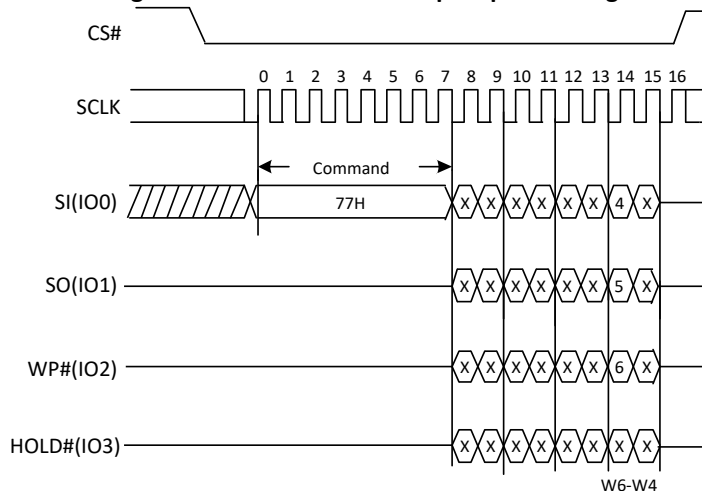 CS#
0 1 2 3 4 5 6 7 8 9 10 11 12 13 14 15 16
SCLK
Command
SI(IO0) 77H X X X X X X 4 X
SO(IO1) X X X X X X 5 X
WP#(IO2) X X X X X X 6 X
HOLD#(IO3) X X X X X X X X
W6-W4